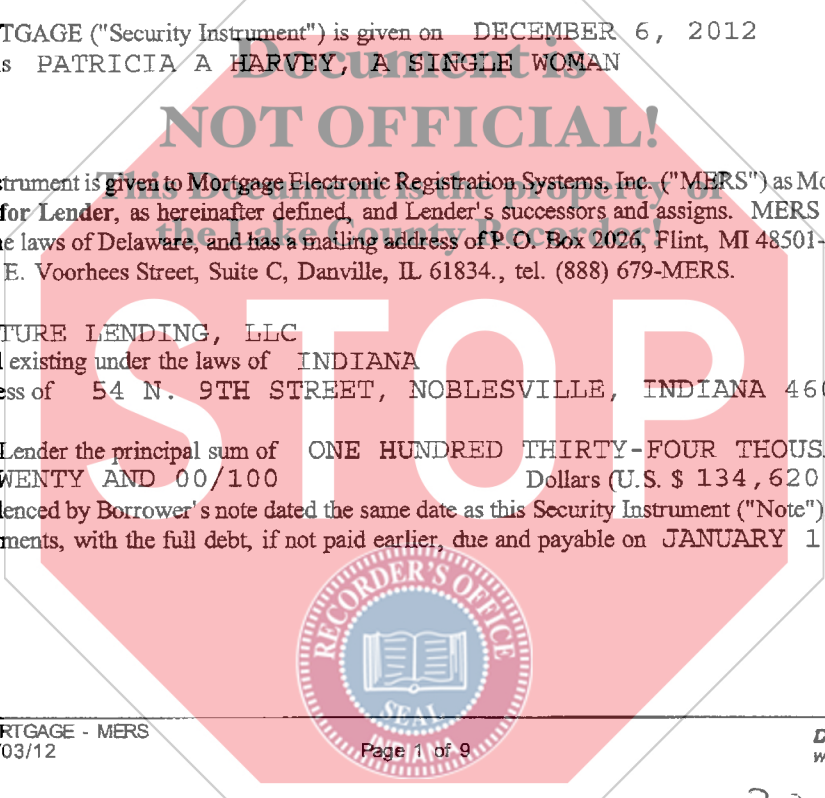 TGAGE ("Security Instrument") is given on DECEMBER 6, 2012
s PATRICIA A HARVEY, A SINGLE WOMAN
Document is
NOT OFFICIAL!
This Document is the property of
the Lake County Recorder!
strument is given to Mortgage Electronic Registration Systems, Inc. ("MERS") as Mo
for Lender, as hereinafter defined, and Lender's successors and assigns. MERS
e laws of Delaware, and has a mailing address of P.O. Box 2026, Flint, MI 48501-
E. Voorhees Street, Suite C, Danville, IL 61834., tel. (888) 679-MERS.
STOP
TURE LENDING, LLC
existing under the laws of INDIANA
ess of 54 N. 9TH STREET, NOBLESVILLE, INDIANA 460
Lender the principal sum of ONE HUNDRED THIRTY-FOUR THOUS
WENTY AND 00/100 Dollars (U.S. $ 134,620
lenced by Borrower's note dated the same date as this Security Instrument ("Note")
ments, with the full debt, if not paid earlier, due and payable on JANUARY 1
RECORDER'S OFFICE
SEAL
INDIANA
RTGAGE - MERS
03/12 Page 1 of 9